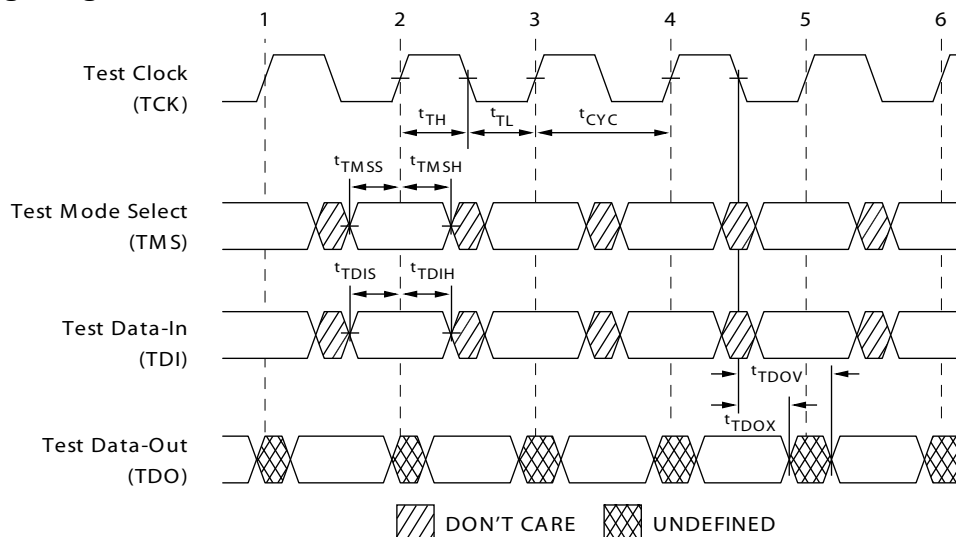 1 2 3 4 5 6
Test Clock
(TCK)
tTH tTL tCYC
tTMSS tTMSH
Test Mode Select
(TMS)
tTDIS tTDIH
Test Data-In
(TDI)
tTDOV
tTDOX
Test Data-Out
(TDO)
DON'T CARE UNDEFINED